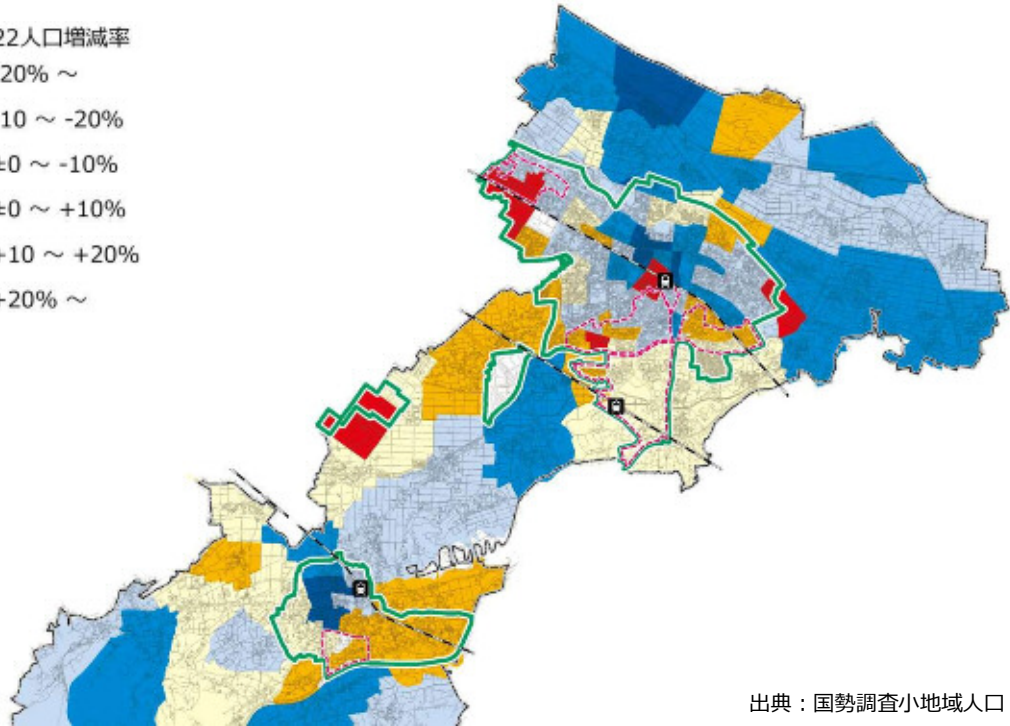 22人口増減率
20% ～
10 ～ -20%
±0 ～ -10%
±0 ～ +10%
+10 ～ +20%
+20% ～
出典：国勢調査小地域人口